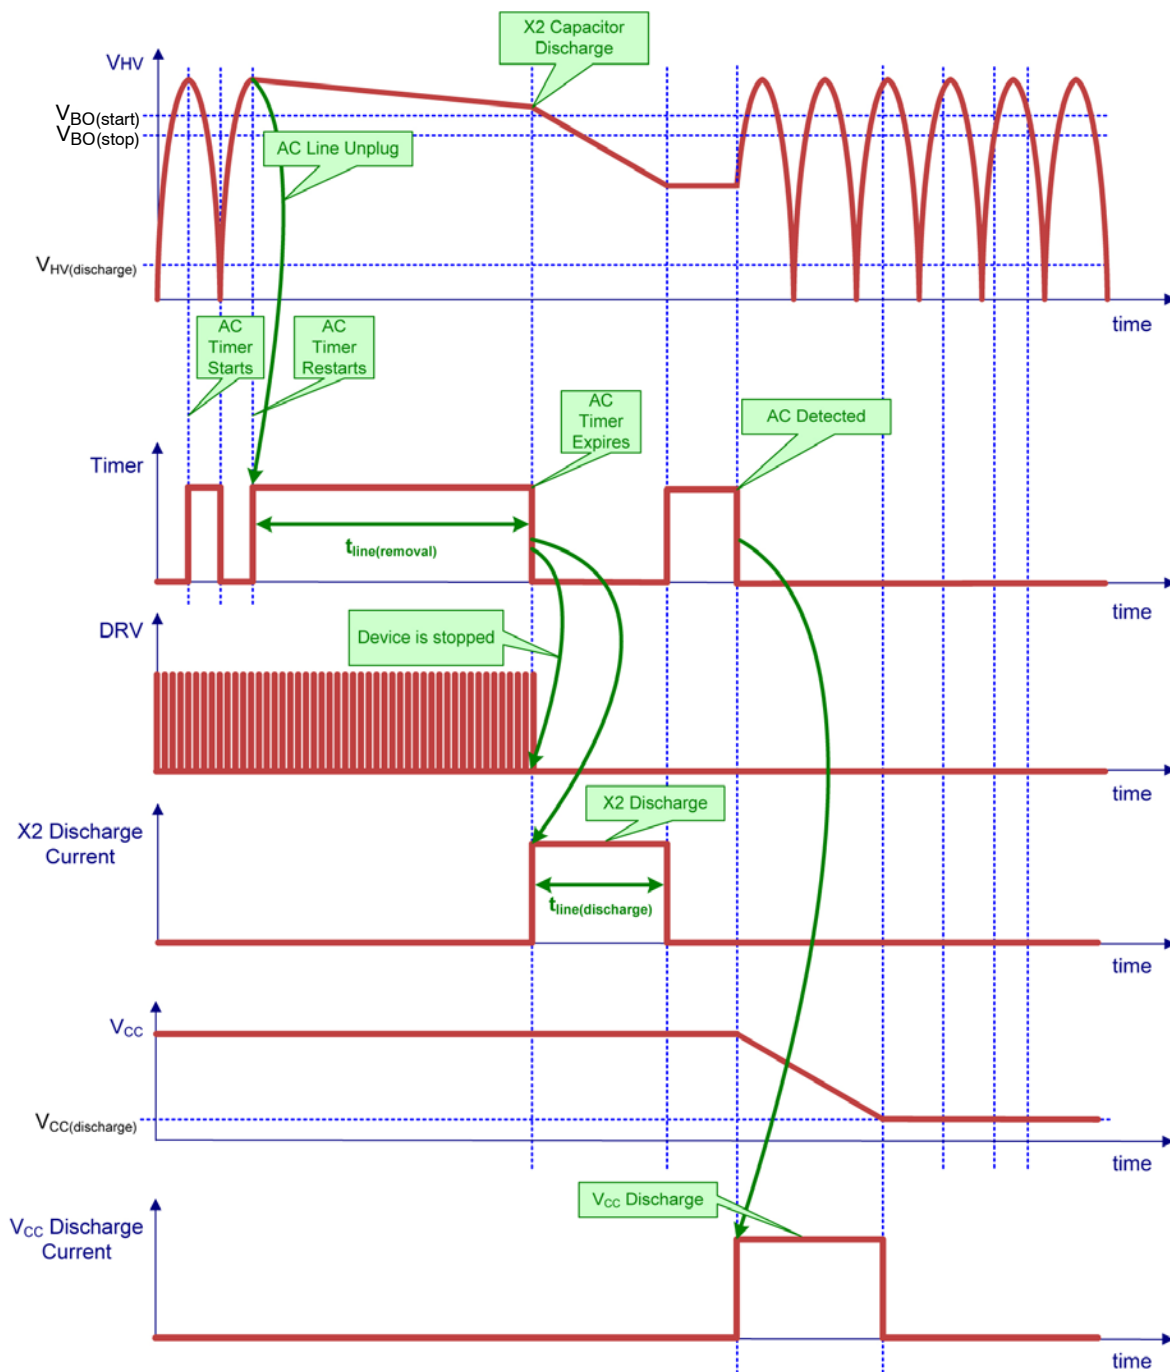 X2 Capacitor
Discharge
VHV
VBO(start)
VBO(stop)
AC Line Unplug
VHV(discharge)
time
AC
Timer
Starts
AC
Timer
Restarts
AC
Timer
Expires
AC Detected
Timer
tline(removal)
time
DRV
Device is stopped
time
X2 Discharge
X2 Discharge
Current
tline(discharge)
time
VCC
VCC(discharge)
time
VCC Discharge
VCC Discharge
Current
time